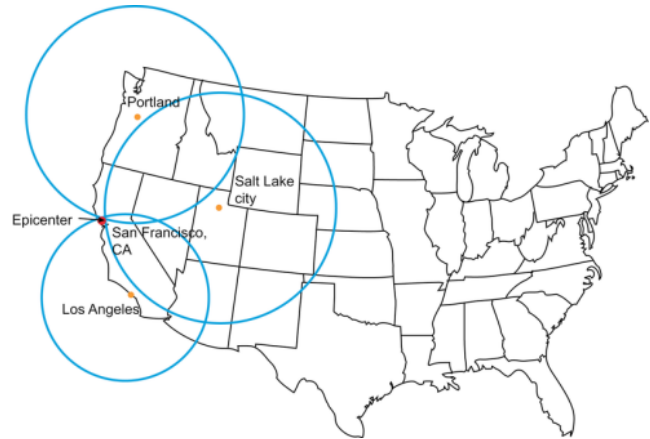 Portland
Salt Lake
city
Epicenter
San Francisco,
CA
Los Angeles